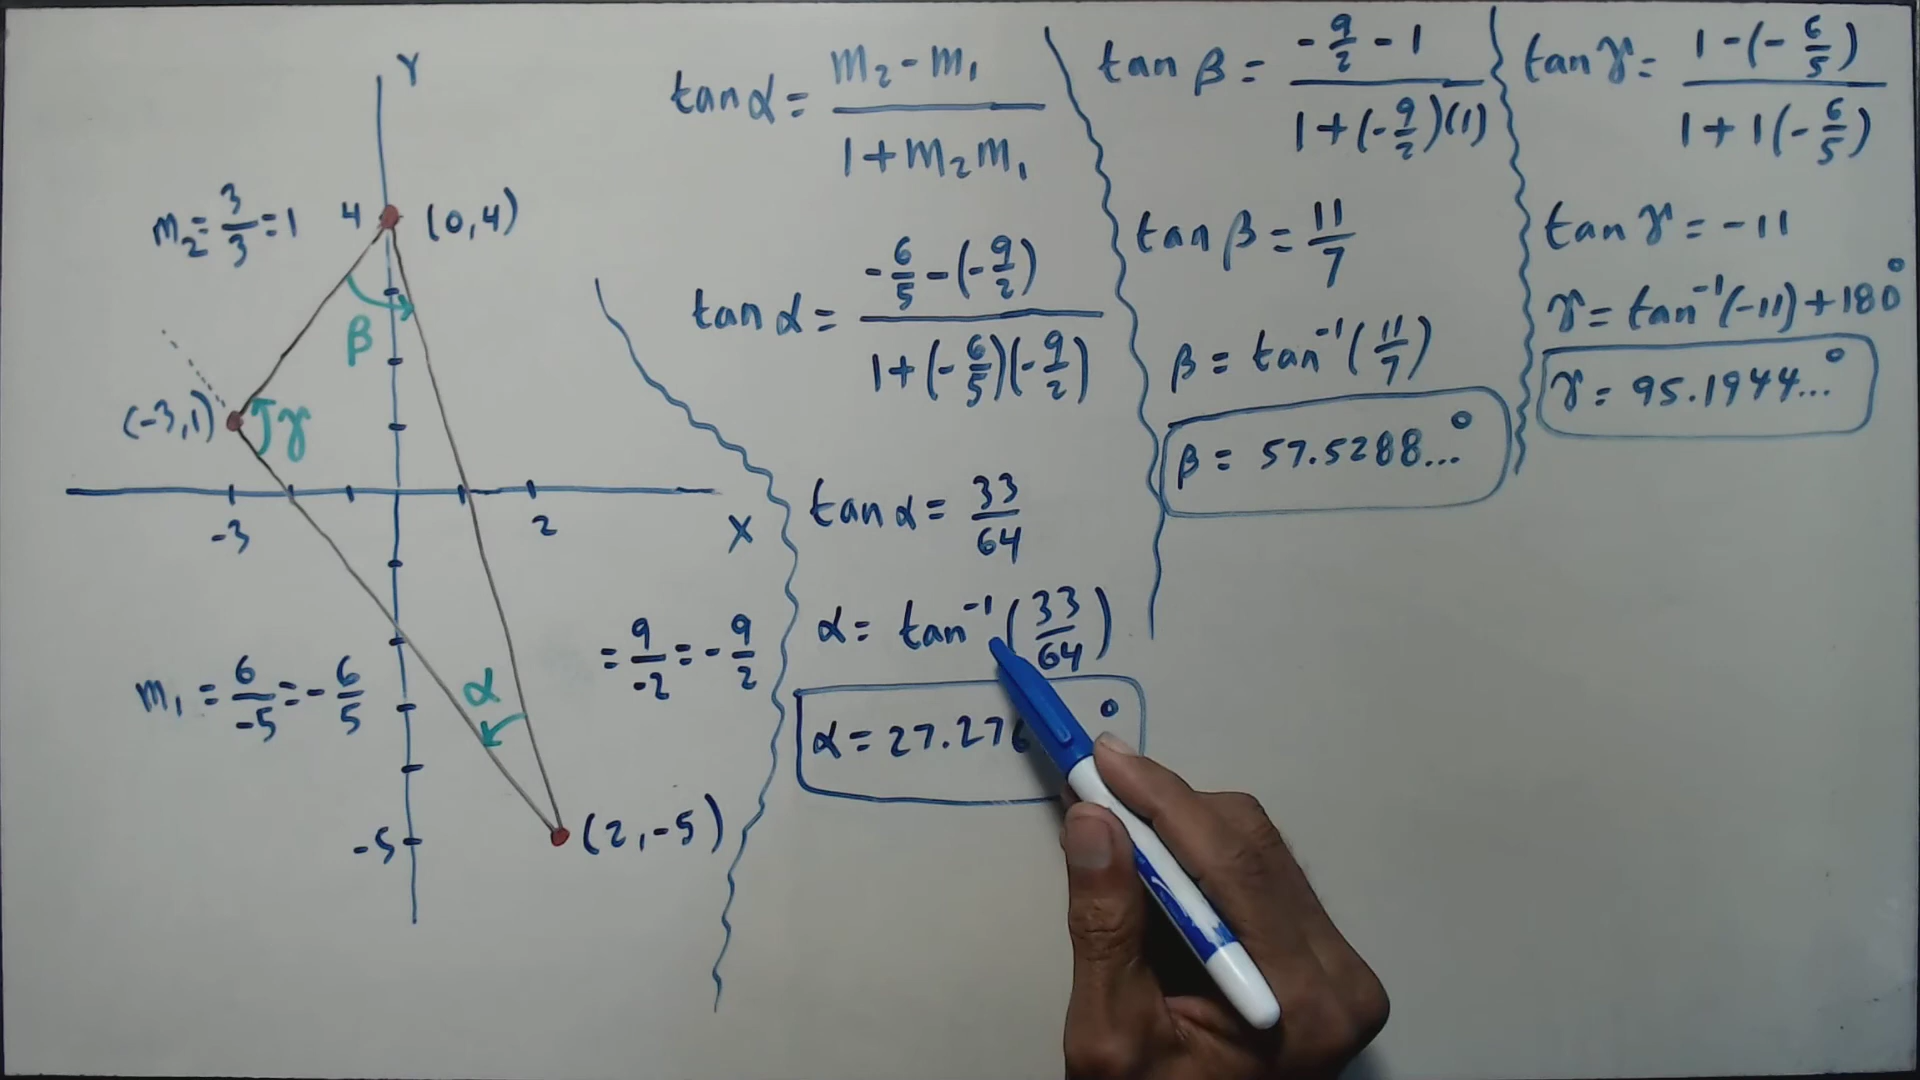 Y
m₂ = 3/3 = 1
4
(0,4)
β
(-3,1)
γ
-3
2
X
m₁ = 6/-5 = -6/5
α
= 9/-2 = -9/2
-5
(2,-5)
tan α = (m₂ - m₁)/(1 + m₂m₁)
tan α = (-6/5 - (-9/2))/(1 + (-6/5)(-9/2))
tan α = 33/64
α = tan⁻¹(33/64)
α = 27.276 °
tan β = (-9/2 - 1)/(1 + (-9/2)(1))
tan β = 11/7
β = tan⁻¹(11/7)
β = 57.5288...°
tan γ = (1 - (-6/5))/(1 + 1(-6/5))
tan γ = -11
γ = tan⁻¹(-11) + 180°
γ = 95.1944...°